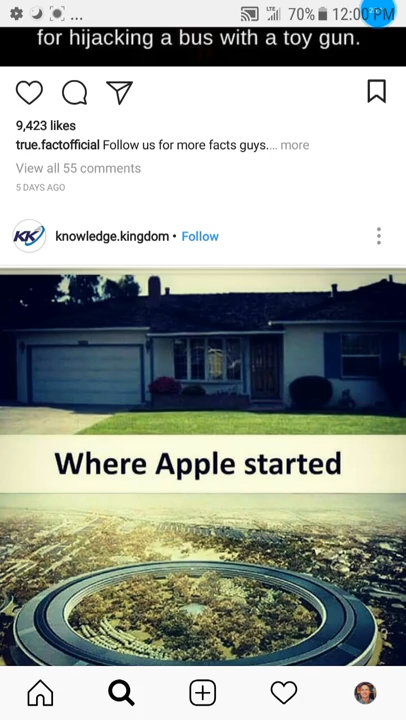 ... 70% 12:00 PM
for hijacking a bus with a toy gun.
9,423 likes
true.factofficial Follow us for more facts guys.... more
View all 55 comments
5 DAYS AGO
KK knowledge.kingdom • Follow
Where Apple started